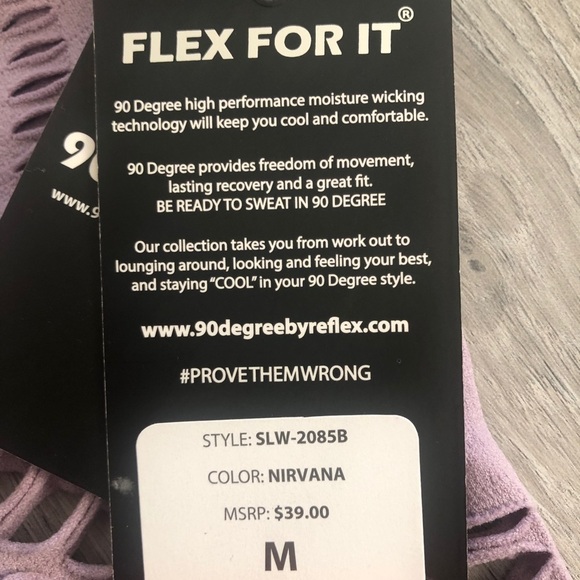 FLEX FOR IT®
90 Degree high performance moisture wicking
technology will keep you cool and comfortable.
90 Degree provides freedom of movement,
lasting recovery and a great fit.
BE READY TO SWEAT IN 90 DEGREE
Our collection takes you from work out to
lounging around, looking and feeling your best,
and staying "COOL" in your 90 Degree style.
www.90degreebyreflex.com
#PROVETHEMWRONG
STYLE: SLW-2085B
COLOR: NIRVANA
MSRP: $39.00
M
90
www.9